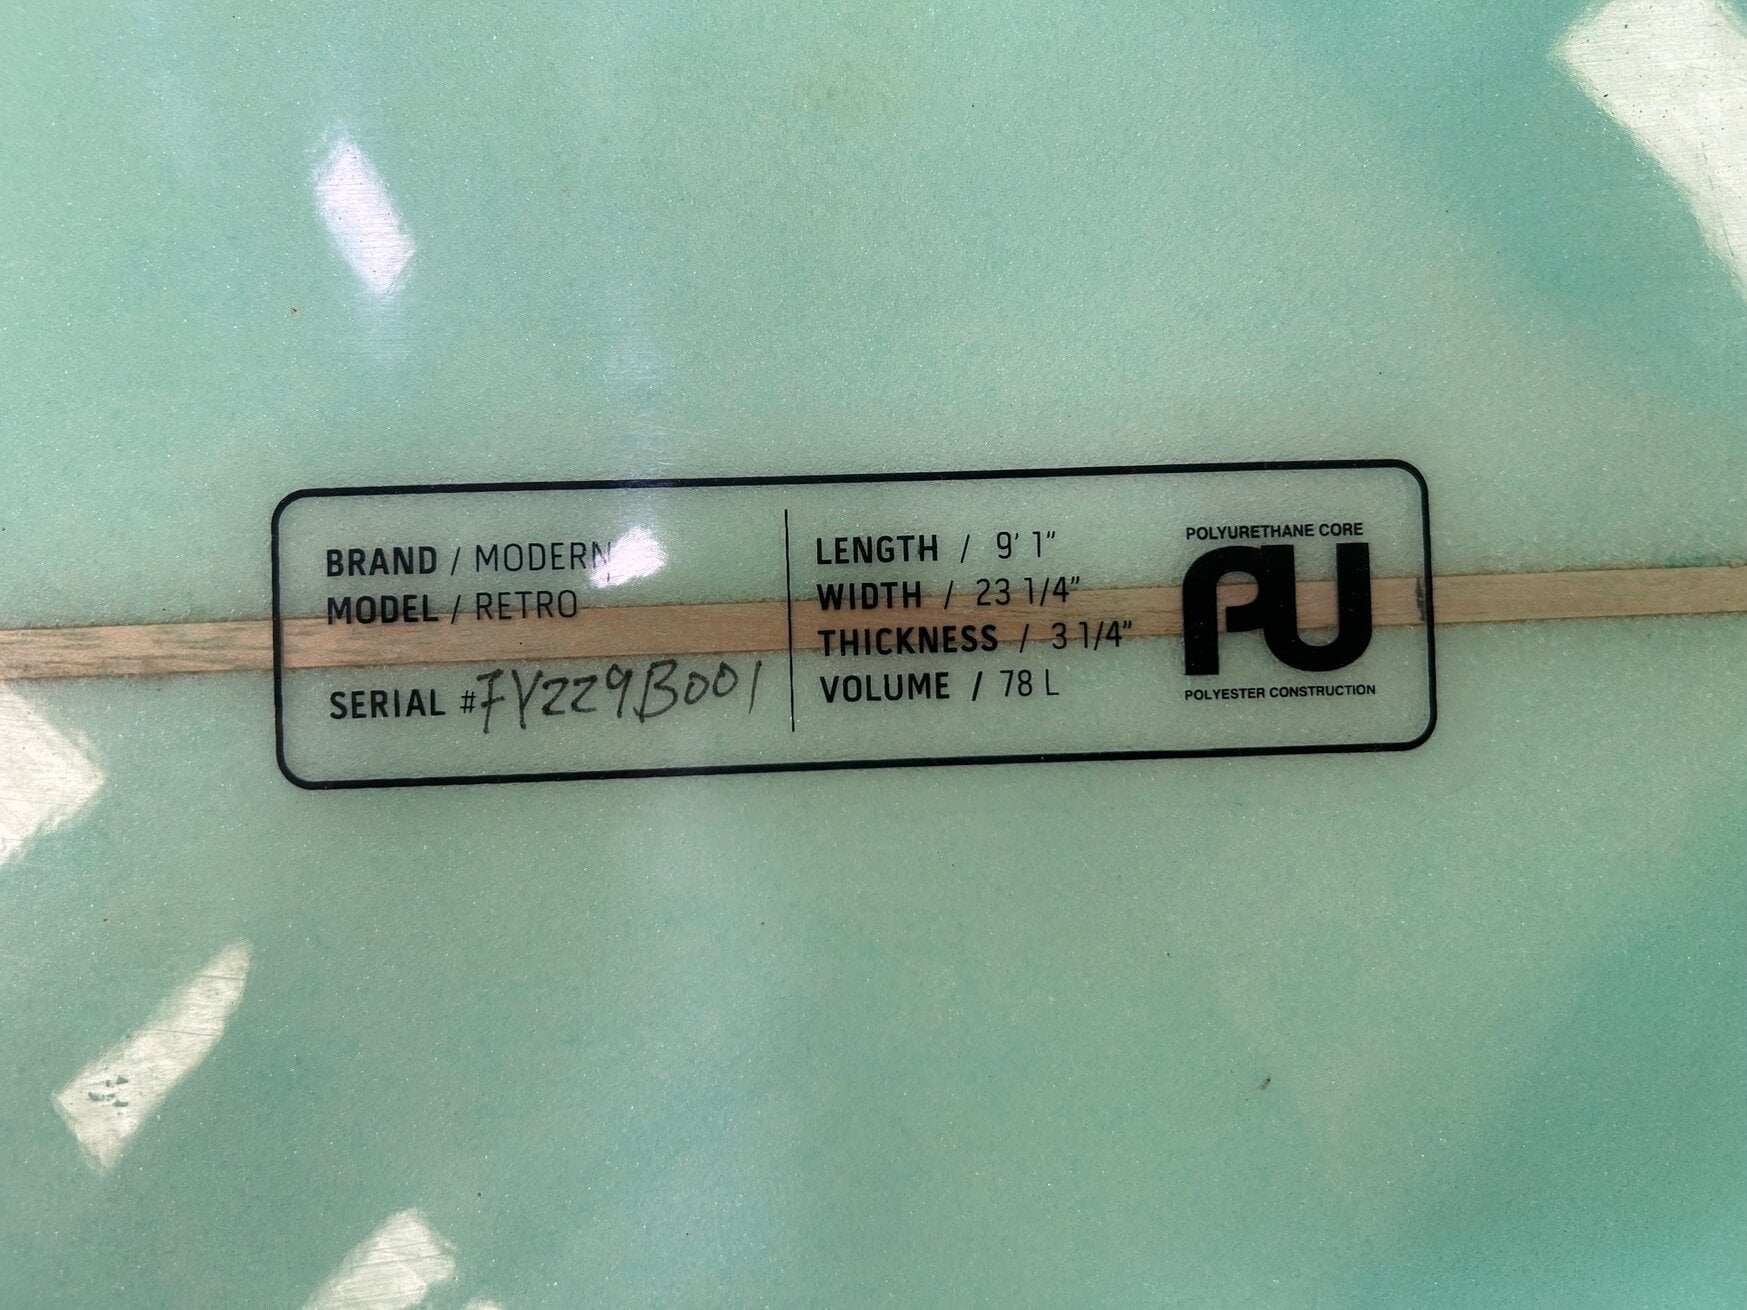 BRAND / MODERN
MODEL / RETRO
SERIAL #FY229B001
LENGTH / 9' 1"
WIDTH / 23 1/4"
THICKNESS / 3 1/4"
VOLUME / 78 L
POLYURETHANE CORE
PU
POLYESTER CONSTRUCTION